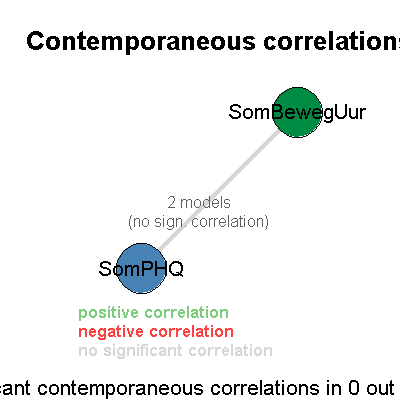 Contemporaneous correlations
SomBewegUur
2 models
(no sign. correlation)
SomPHQ
positive correlation
negative correlation
no significant correlation
cant contemporaneous correlations in 0 out